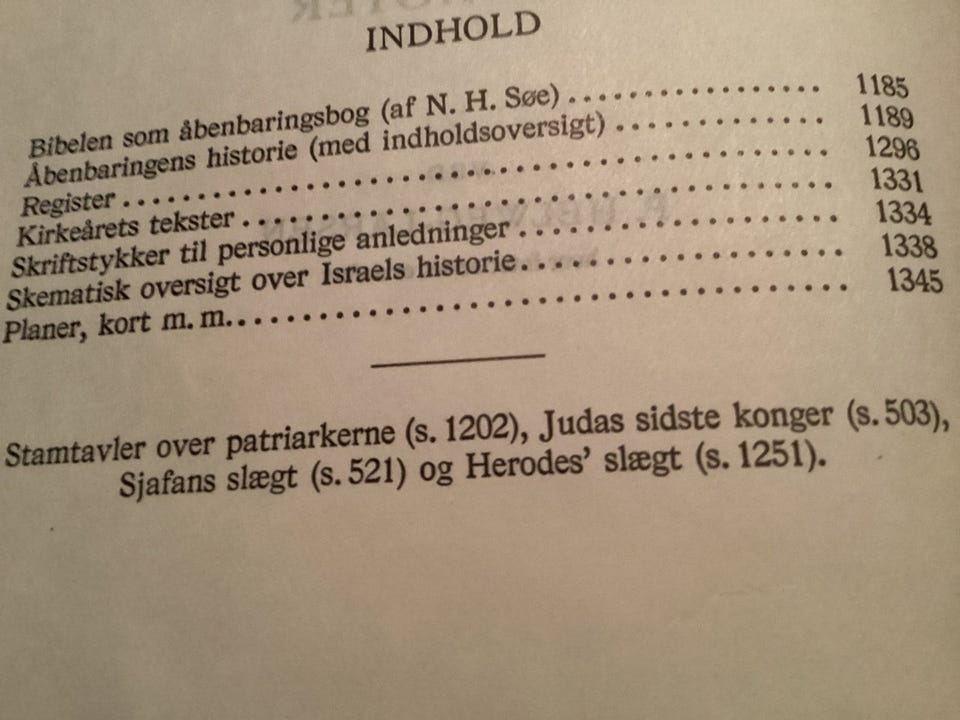 INDHOLD
Bibelen som åbenbaringsbog (af N. H. Søe) . . . . . . . . . . . . . . . . . . 1185
Åbenbaringens historie (med indholdsoversigt) . . . . . . . . . . . . . . 1189
Register . . . . . . . . . . . . . . . . . . . . . . . . . . . . . . . . . . . . . . . . . . . . . . . 1296
Kirkeårets tekster . . . . . . . . . . . . . . . . . . . . . . . . . . . . . . . . . . . . . . 1331
Skriftstykker til personlige anledninger . . . . . . . . . . . . . . . . . . . . . 1334
Skematisk oversigt over Israels historie . . . . . . . . . . . . . . . . . . . . . 1338
Planer, kort m. m. . . . . . . . . . . . . . . . . . . . . . . . . . . . . . . . . . . . . . . 1345
Stamtavler over patriarkerne (s. 1202), Judas sidste konger (s. 503),
Sjafans slægt (s. 521) og Herodes’ slægt (s. 1251).